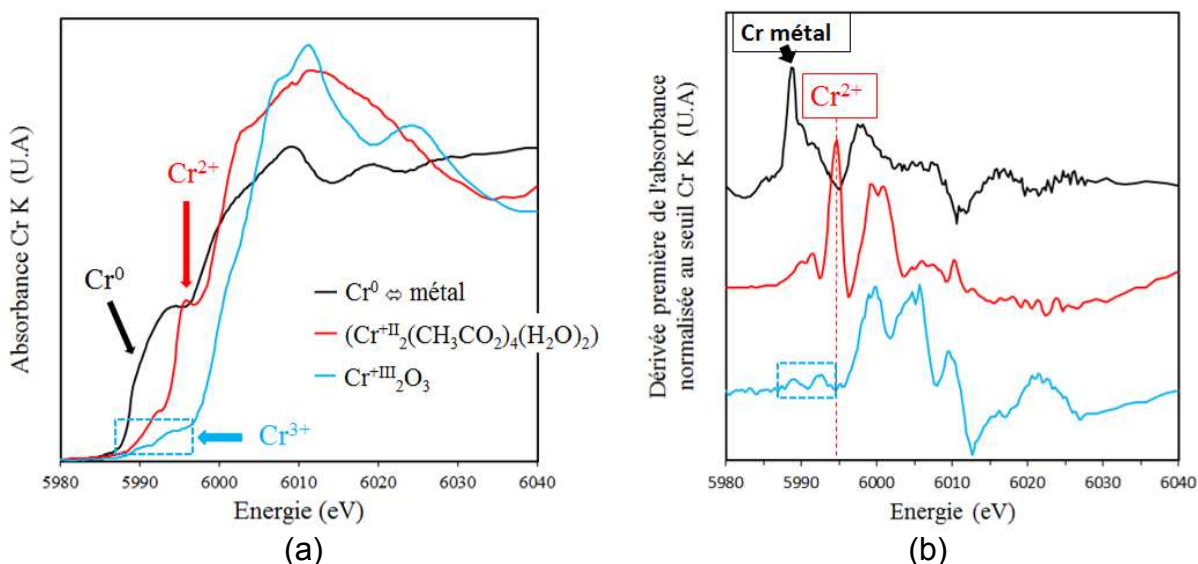 Absorbance Cr K (U.A)
Cr⁰
Cr²⁺
Cr³⁺
Cr⁰ ⇔ métal
(Cr⁺ᴵᴵ₂(CH₃CO₂)₄(H₂O)₂)
Cr⁺ᴵᴵᴵ₂O₃
5980 5990 6000 6010 6020 6030 6040
Energie (eV)
(a)
Dérivée première de l'absorbance
normalisée au seuil Cr K (U.A)
Cr métal
Cr²⁺
5980 5990 6000 6010 6020 6030 6040
Energie (eV)
(b)